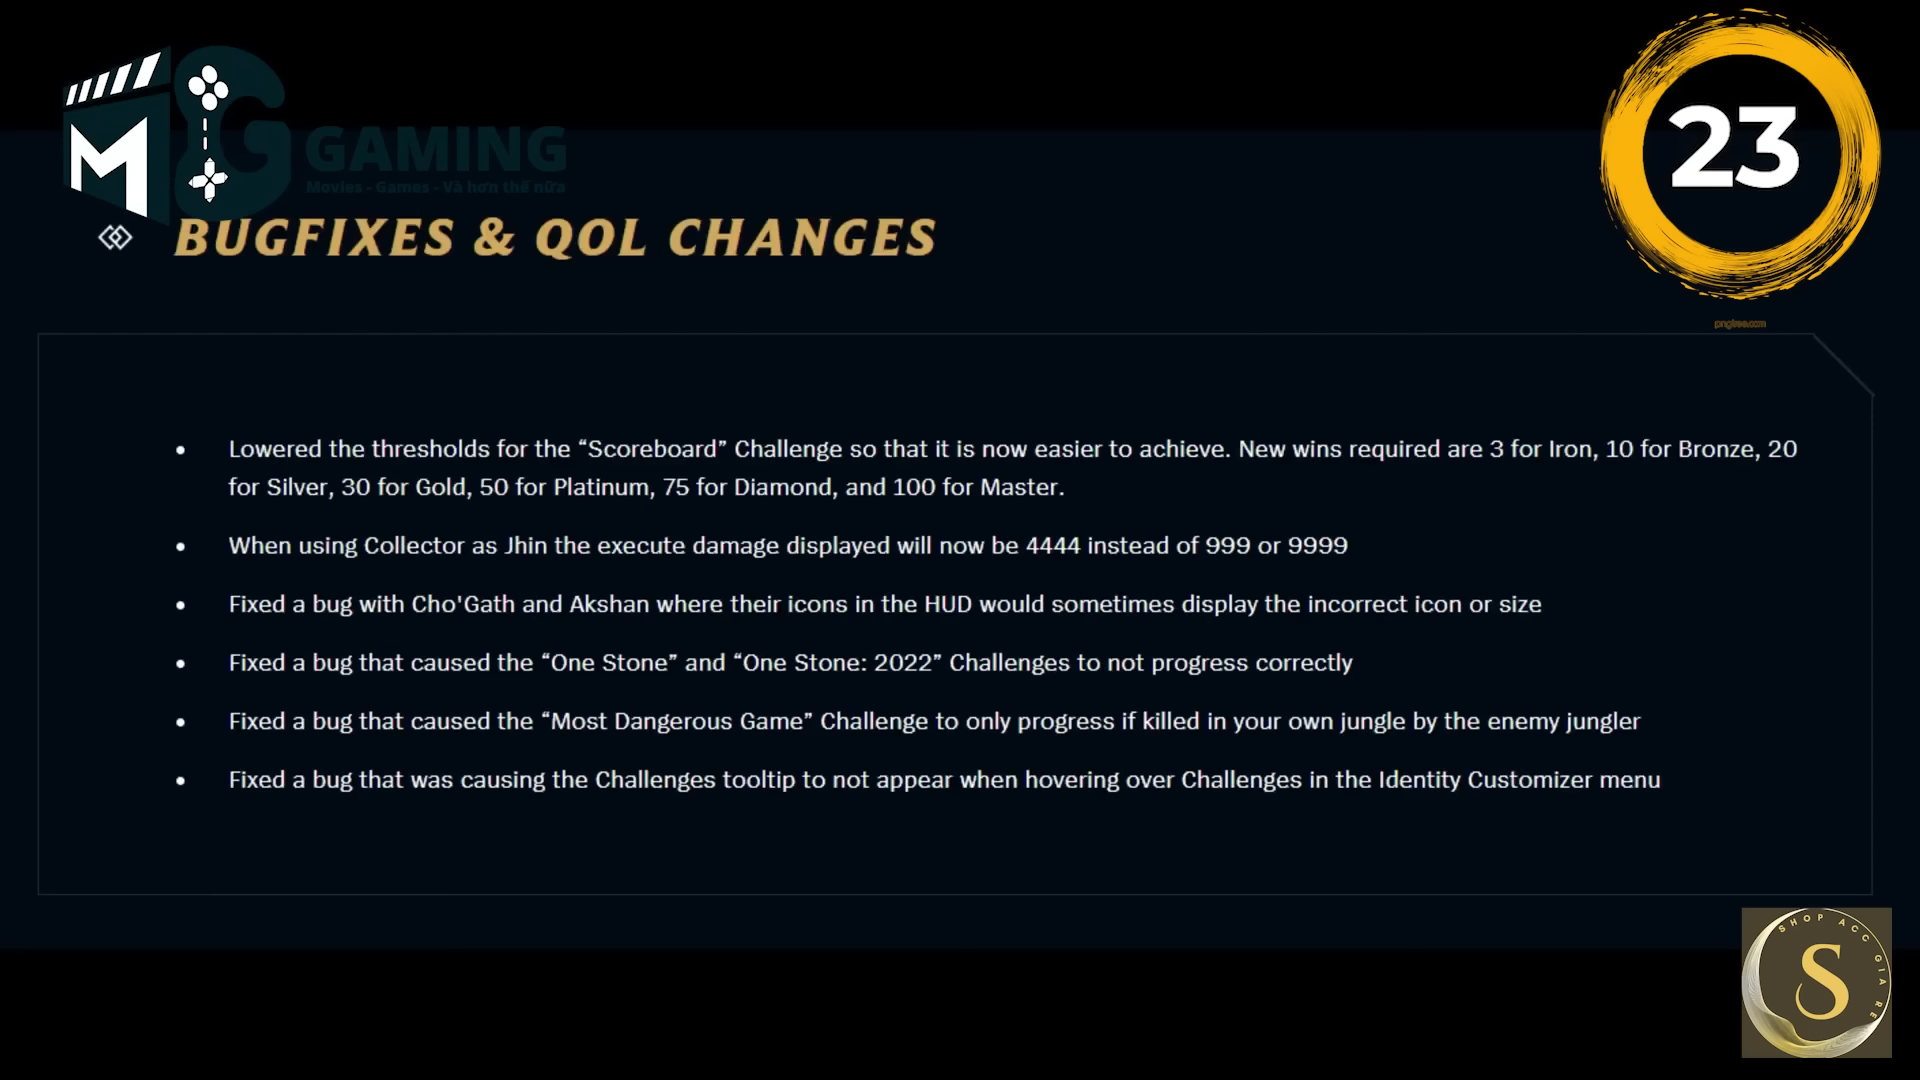 M G GAMING
Movies - Games - Và hơn thế nữa
23
BUGFIXES & QOL CHANGES
pngtree.com
• Lowered the thresholds for the “Scoreboard” Challenge so that it is now easier to achieve. New wins required are 3 for Iron, 10 for Bronze, 20
for Silver, 30 for Gold, 50 for Platinum, 75 for Diamond, and 100 for Master.
• When using Collector as Jhin the execute damage displayed will now be 4444 instead of 999 or 9999
• Fixed a bug with Cho'Gath and Akshan where their icons in the HUD would sometimes display the incorrect icon or size
• Fixed a bug that caused the “One Stone” and “One Stone: 2022” Challenges to not progress correctly
• Fixed a bug that caused the “Most Dangerous Game” Challenge to only progress if killed in your own jungle by the enemy jungler
• Fixed a bug that was causing the Challenges tooltip to not appear when hovering over Challenges in the Identity Customizer menu
SHOP ACC GIA RE
S